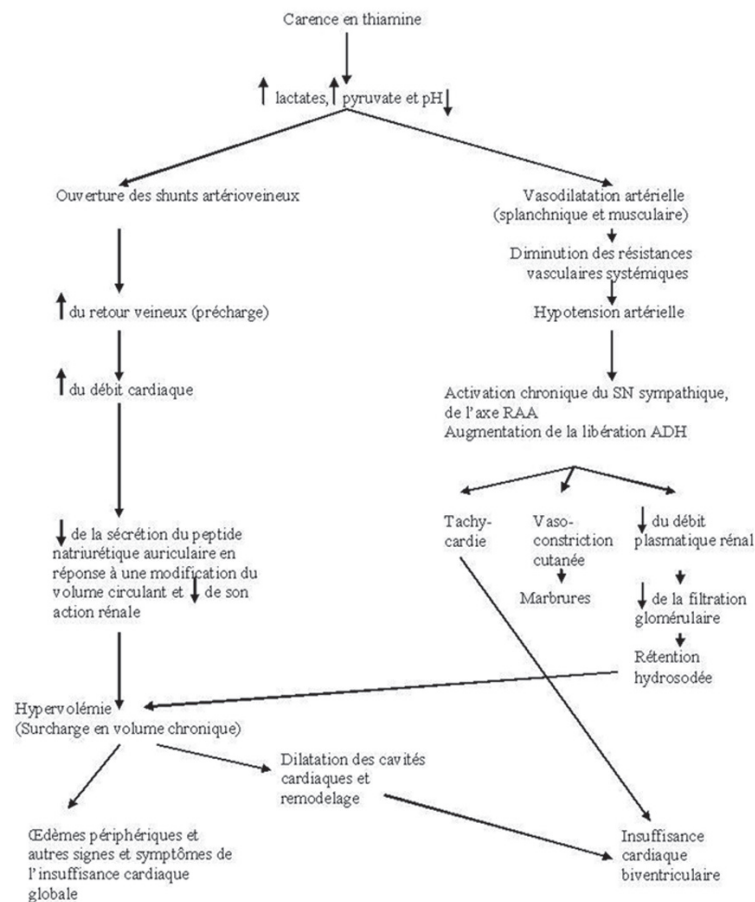 Carence en thiamine
↑ lactates, ↑ pyruvate et pH ↓
Ouverture des shunts artérioveineux
↑ du retour veineux (précharge)
↑ du débit cardiaque
↓ de la sécrétion du peptide
natriurétique auriculaire en
réponse à une modification du
volume circulant et ↓ de son
action rénale
Hypervolémie
(Surcharge en volume chronique)
Vasodilatation artérielle
(splanchnique et musculaire)
Diminution des résistances
vasculaires systémiques
Hypotension artérielle
Activation chronique du SN sympathique,
de l'axe RAA
Augmentation de la libération ADH
Tachy-
cardie
Vaso-
constriction
cutanée
Marbrures
↓ du débit
plasmatique rénal
↓ de la filtration
glomérulaire
Rétention
hydrosodée
Dilatation des cavités
cardiaques et
remodelage
Œdèmes périphériques et
autres signes et symptômes de
l'insuffisance cardiaque
globale
Insuffisance
cardiaque
biventriculaire